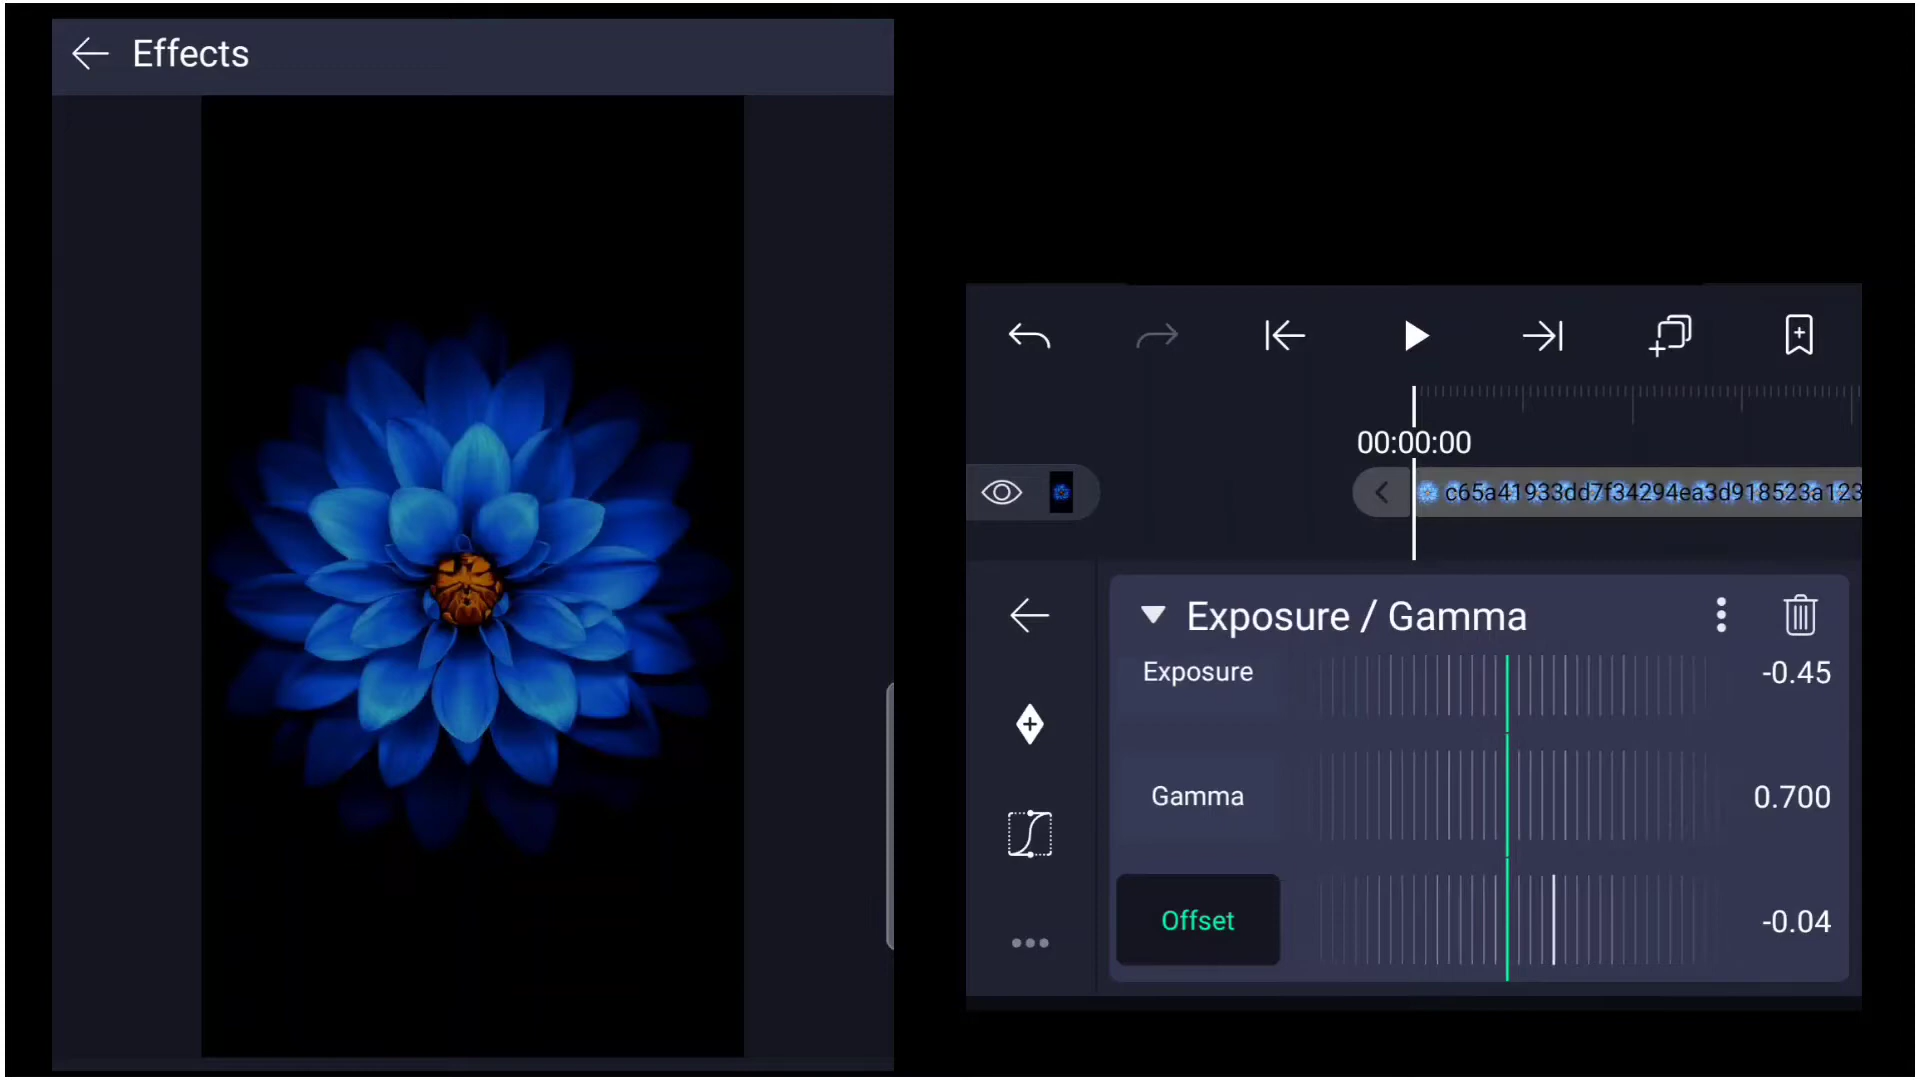 Effects
00:00:00
c65a41933dd7f34294ea3d918523a123
Exposure / Gamma
Exposure -0.45
Gamma 0.700
Offset -0.04